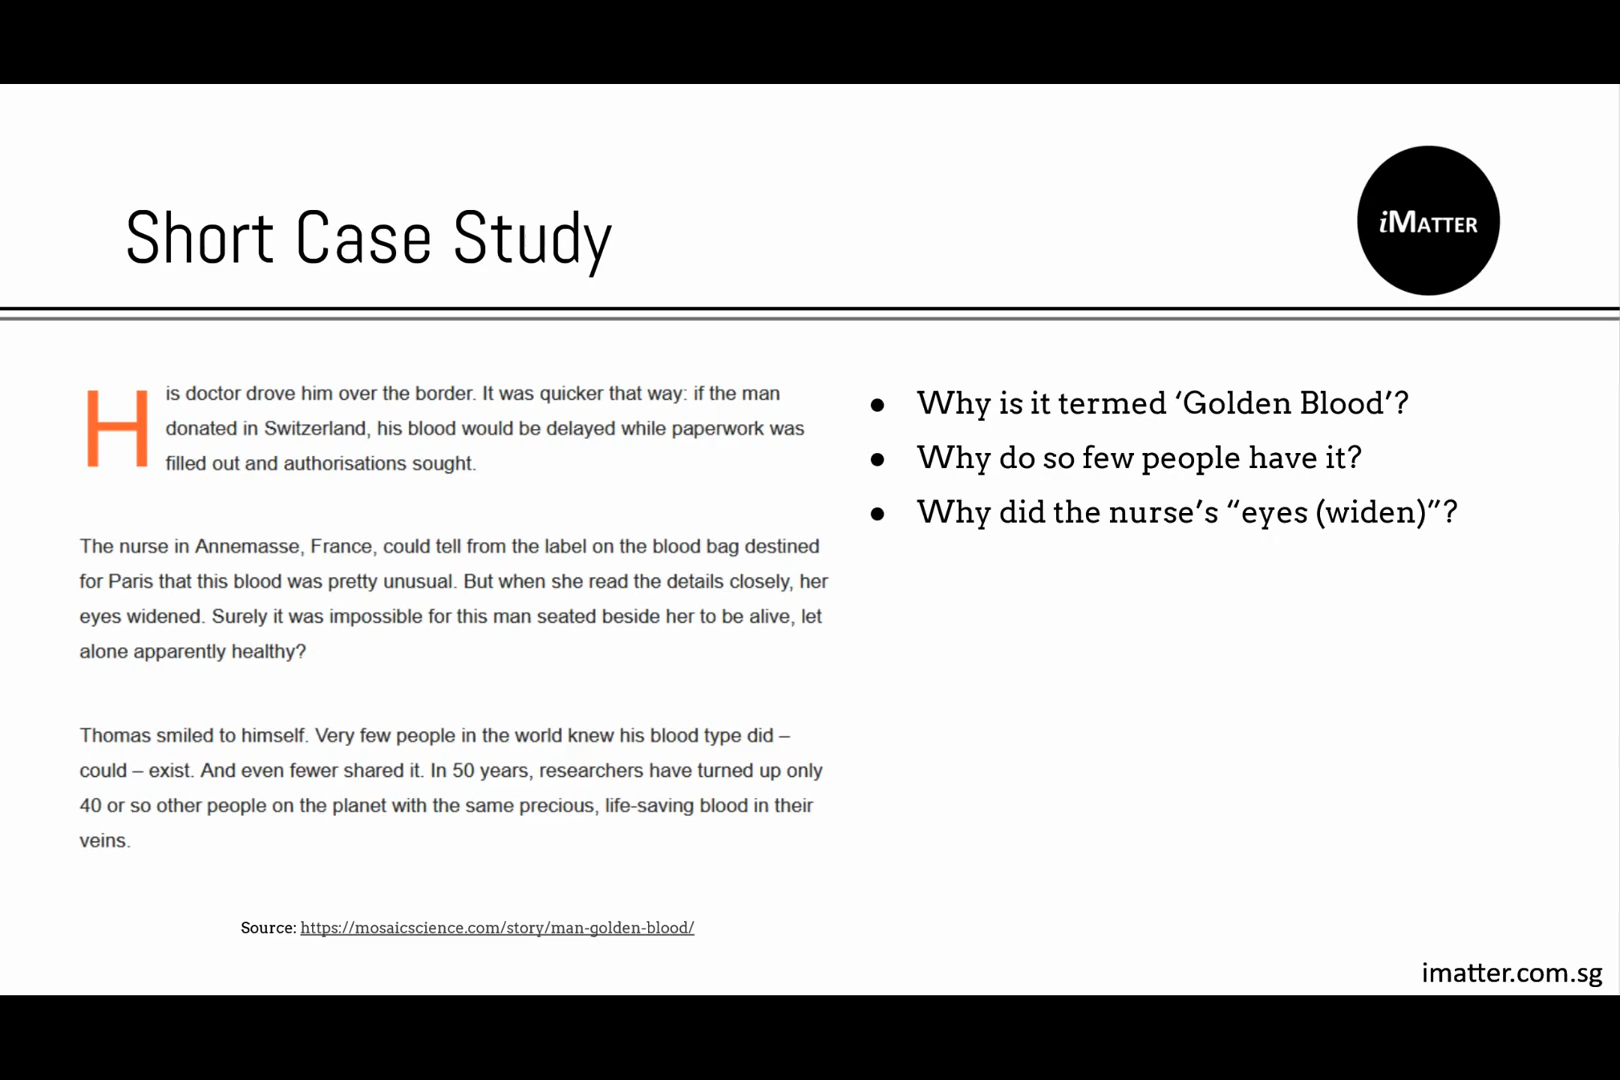 Short Case Study
iMATTER
His doctor drove him over the border. It was quicker that way: if the man
donated in Switzerland, his blood would be delayed while paperwork was
filled out and authorisations sought.
The nurse in Annemasse, France, could tell from the label on the blood bag destined
for Paris that this blood was pretty unusual. But when she read the details closely, her
eyes widened. Surely it was impossible for this man seated beside her to be alive, let
alone apparently healthy?
Thomas smiled to himself. Very few people in the world knew his blood type did –
could – exist. And even fewer shared it. In 50 years, researchers have turned up only
40 or so other people on the planet with the same precious, life-saving blood in their
veins.
Source: https://mosaicscience.com/story/man-golden-blood/
● Why is it termed ‘Golden Blood’?
● Why do so few people have it?
● Why did the nurse’s “eyes (widen)”?
imatter.com.sg